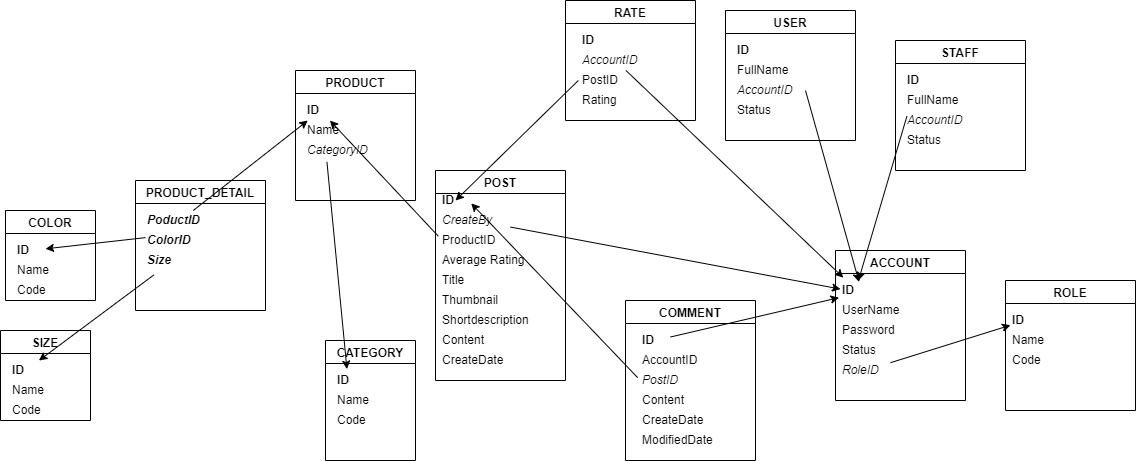 RATE
ID
AccountID
PostID
Rating
USER
ID
FullName
AccountID
Status
STAFF
ID
FullName
AccountID
Status
PRODUCT
ID
Name
CategoryID
PRODUCT_DETAIL
PoductID
ColorID
Size
COLOR
ID
Name
Code
SIZE
ID
Name
Code
CATEGORY
ID
Name
Code
POST
ID
CreateBy
ProductID
Average Rating
Title
Thumbnail
Shortdescription
Content
CreateDate
COMMENT
ID
AccountID
PostID
Content
CreateDate
ModifiedDate
ACCOUNT
ID
UserName
Password
Status
RoleID
ROLE
ID
Name
Code